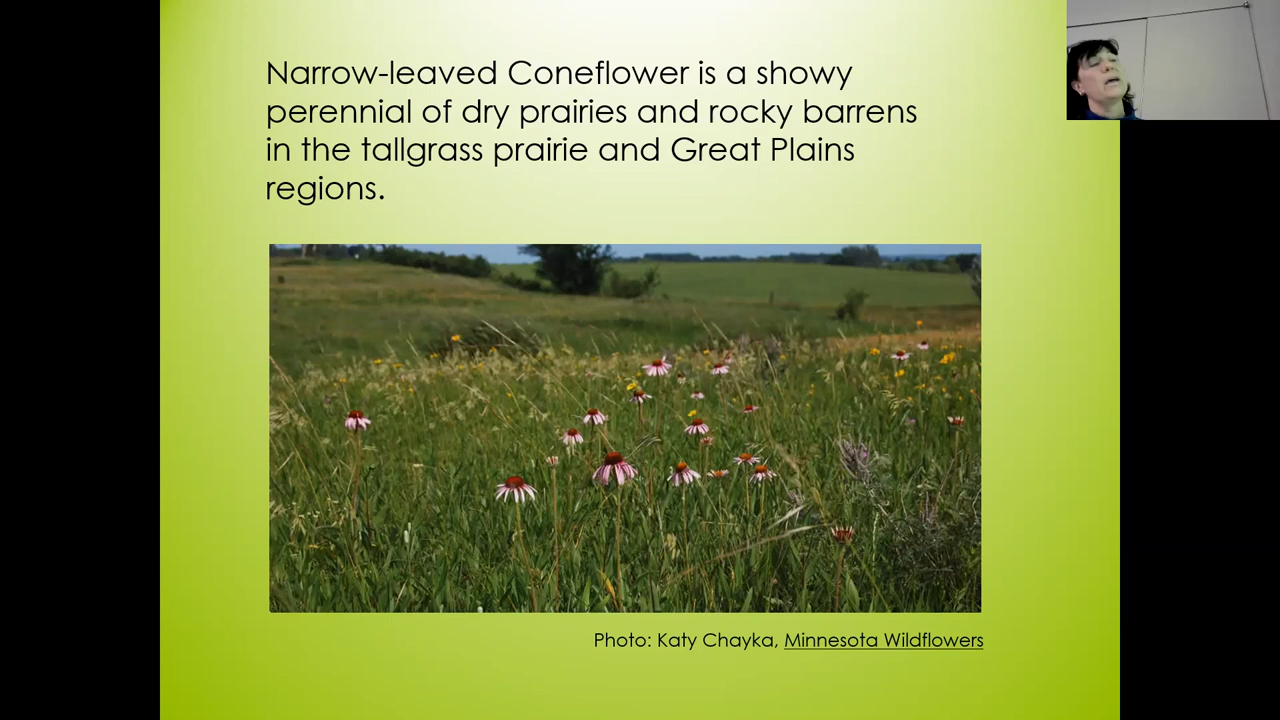 Narrow-leaved Coneflower is a showy
perennial of dry prairies and rocky barrens
in the tallgrass prairie and Great Plains
regions.
Photo: Katy Chayka, Minnesota Wildflowers